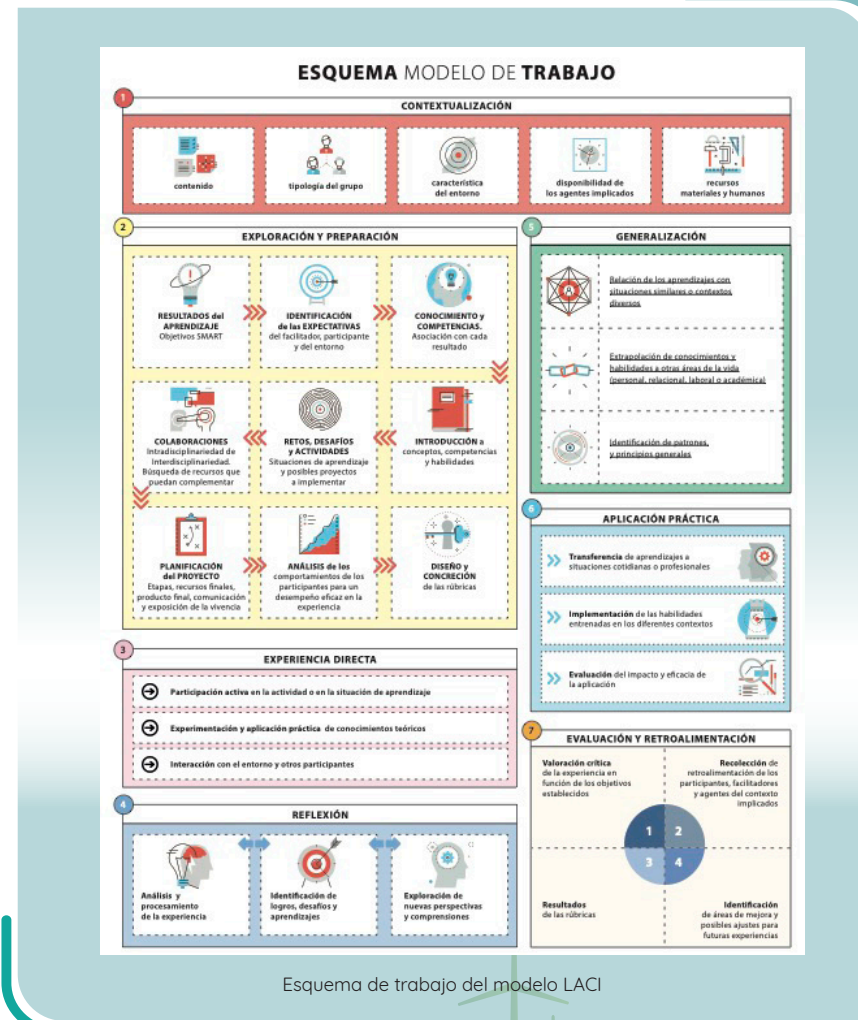 ESQUEMA MODELO DE TRABAJO
1
CONTEXTUALIZACIÓN
contenido
tipología del grupo
característica
del entorno
disponibilidad de
los agentes implicados
recursos
materiales y humanos
2
EXPLORACIÓN Y PREPARACIÓN
RESULTADOS del
APRENDIZAJE
Objetivos SMART
IDENTIFICACIÓN
de las EXPECTATIVAS
del facilitador, participante
y del entorno
CONOCIMIENTO y
COMPETENCIAS.
Asociación con cada
resultado
COLABORACIONES
Intradisciplinariedad de
Interdisciplinariedad.
Búsqueda de recursos que
puedan complementar
RETOS, DESAFÍOS
y ACTIVIDADES
Situaciones de aprendizaje
y posibles proyectos
a implementar
INTRODUCCIÓN a
conceptos, competencias
y habilidades
PLANIFICACIÓN
del PROYECTO
Etapas, recursos finales,
producto final, comunicación
y exposición de la vivencia
ANÁLISIS de los
comportamientos de los
participantes para un
desempeño eficaz en la
experiencia
DISEÑO y
CONCRECIÓN
de las rúbricas
3
EXPERIENCIA DIRECTA
Participación activa en la actividad o en la situación de aprendizaje
Experimentación y aplicación práctica de conocimientos teóricos
Interacción con el entorno y otros participantes
4
REFLEXIÓN
Análisis y
procesamiento
de la experiencia
Identificación de
logros, desafíos y
aprendizajes
Exploración de
nuevas perspectivas
y comprensiones
5
GENERALIZACIÓN
Relación de los aprendizajes con
situaciones similares o contextos
diversos
Extrapolación de conocimientos y
habilidades a otras áreas de la vida
(personal, relacional, laboral o académica)
Identificación de patrones,
y principios generales
6
APLICACIÓN PRÁCTICA
Transferencia de aprendizajes a
situaciones cotidianas o profesionales
Implementación de las habilidades
entrenadas en los diferentes contextos
Evaluación del impacto y eficacia de
la aplicación
7
EVALUACIÓN Y RETROALIMENTACIÓN
Valoración crítica
de la experiencia en
función de los objetivos
establecidos
Recolección de
retroalimentación de los
participantes, facilitadores
y agentes del contexto
implicados
1 2
3 4
Resultados
de las rúbricas
Identificación
de áreas de mejora y
posibles ajustes para
futuras experiencias
Esquema de trabajo del modelo LACI